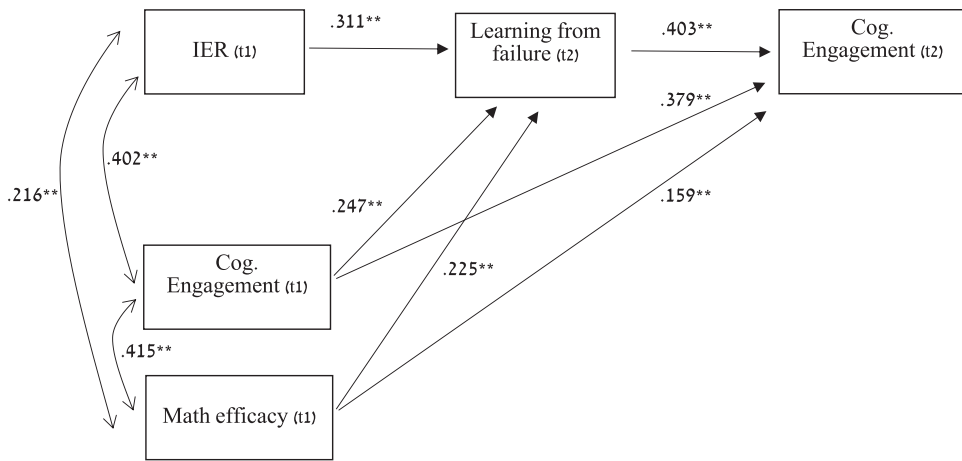 IER (t1)
.311**
Learning from
failure (t2)
.403**
Cog.
Engagement (t2)
.379**
.402**
.216**
.247**
.159**
Cog.
Engagement (t1)
.225**
.415**
Math efficacy (t1)